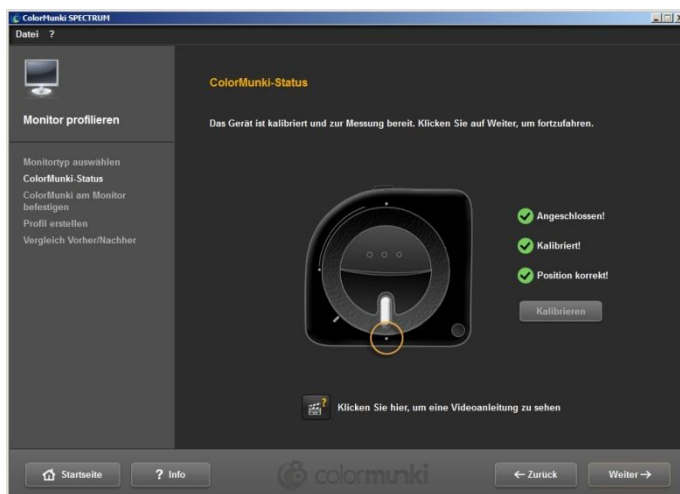 ColorMunki SPECTRUM
Datei ?
Monitor profilieren
Monitortyp auswählen
ColorMunki-Status
ColorMunki am Monitor
befestigen
Profil erstellen
Vergleich Vorher/Nachher
ColorMunki-Status
Das Gerät ist kalibriert und zur Messung bereit. Klicken Sie auf Weiter, um fortzufahren.
Angeschlossen!
Kalibriert!
Position korrekt!
Kalibrieren
? Klicken Sie hier, um eine Videoanleitung zu sehen
Startseite ? Info colormunki ← Zurück Weiter →